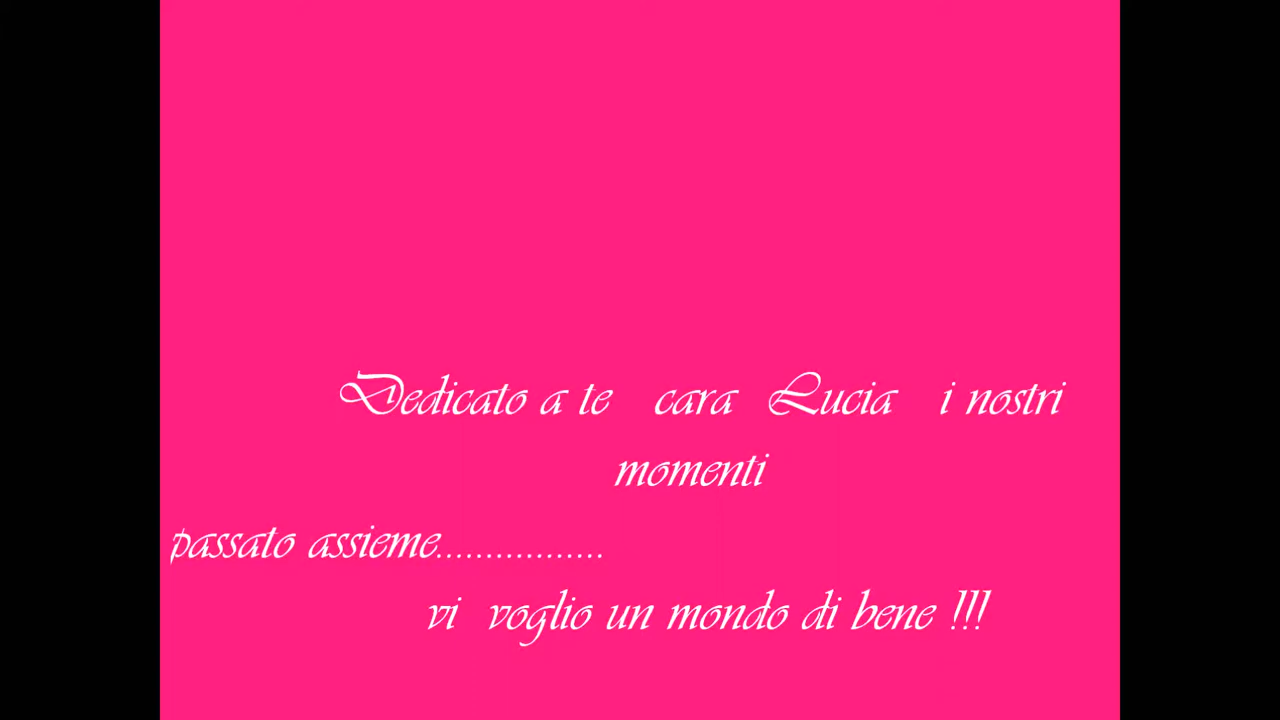 Dedicato a te cara Lucia i nostri
momenti
passato assieme................
vi voglio un mondo di bene !!!